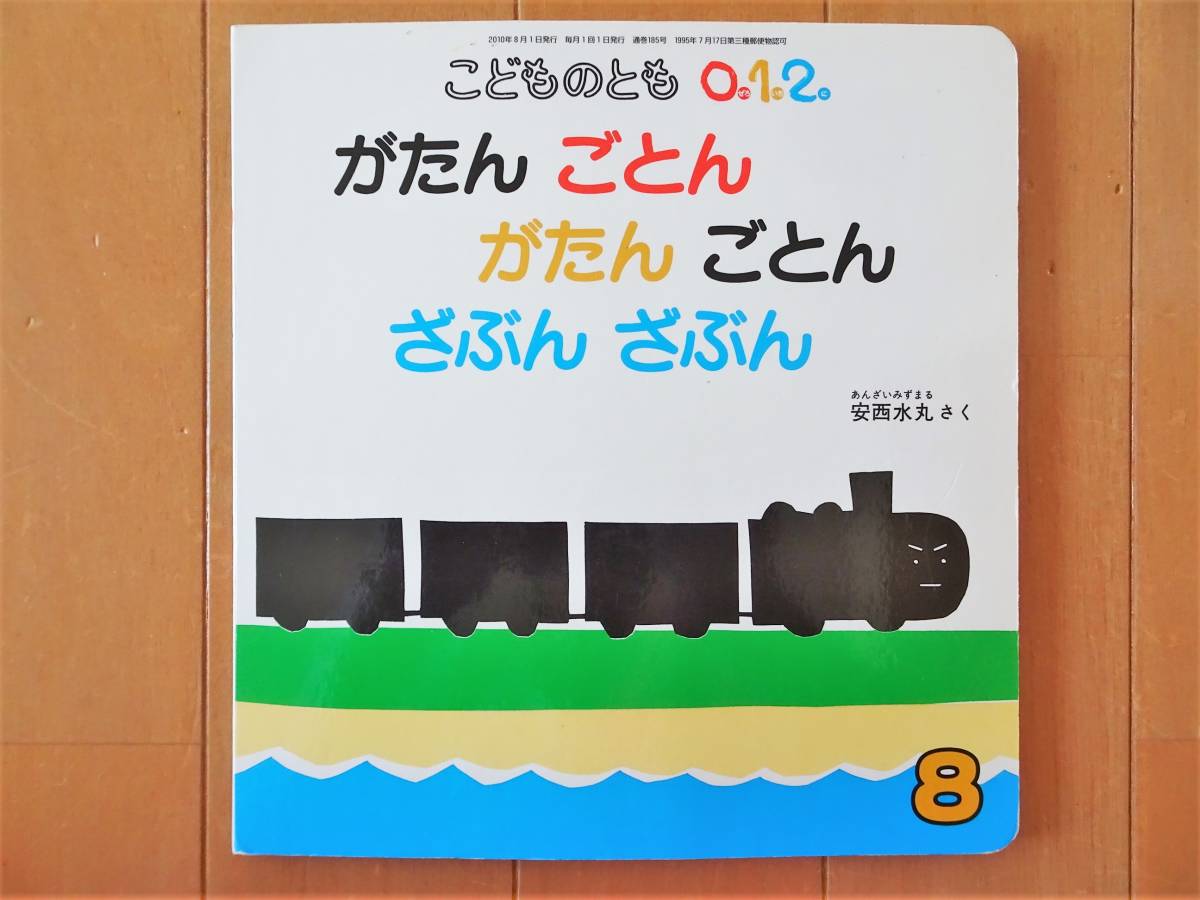 2010年8月1日発行 毎月1回1日発行 通巻185号 1995年7月17日第三種郵便物認可
こどものとも 0.1.2.
がたん ごとん
がたん ごとん
ざぶん ざぶん
あんざいみずまる
安西水丸 さく
8